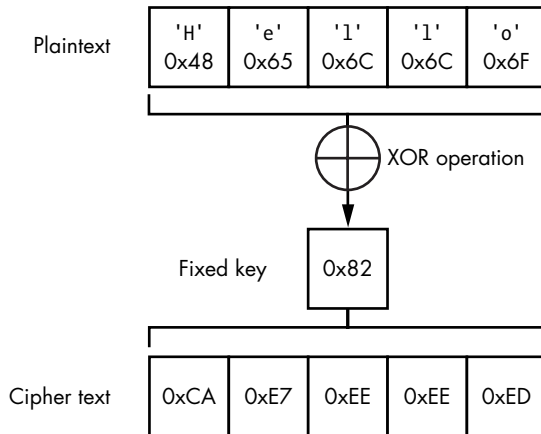 Plaintext
'H' 'e' 'l' 'l' 'o'
0x48 0x65 0x6C 0x6C 0x6F
XOR operation
Fixed key 0x82
Cipher text 0xCA 0xE7 0xEE 0xEE 0xED